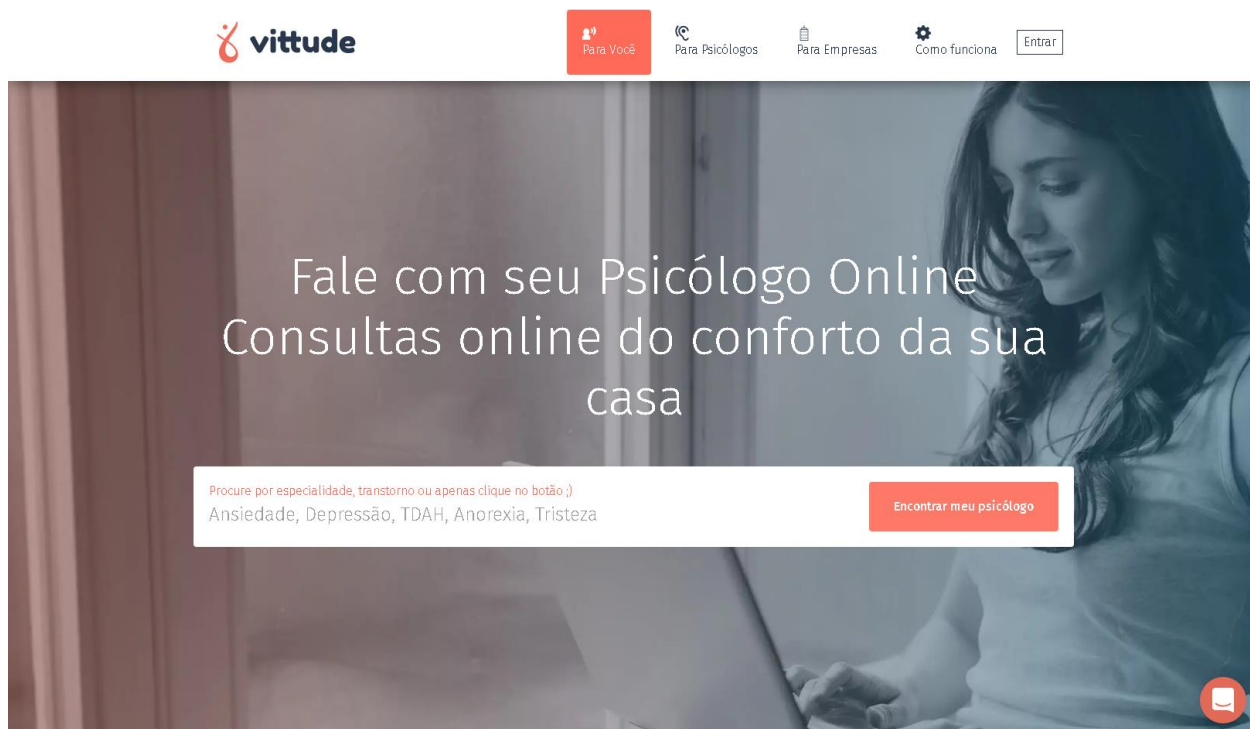 vittude
Para Você
Para Psicólogos
Para Empresas
Como funciona
Entrar
Fale com seu Psicólogo Online
Consultas online do conforto da sua
casa
Procure por especialidade, transtorno ou apenas clique no botão ;)
Ansiedade, Depressão, TDAH, Anorexia, Tristeza
Encontrar meu psicólogo